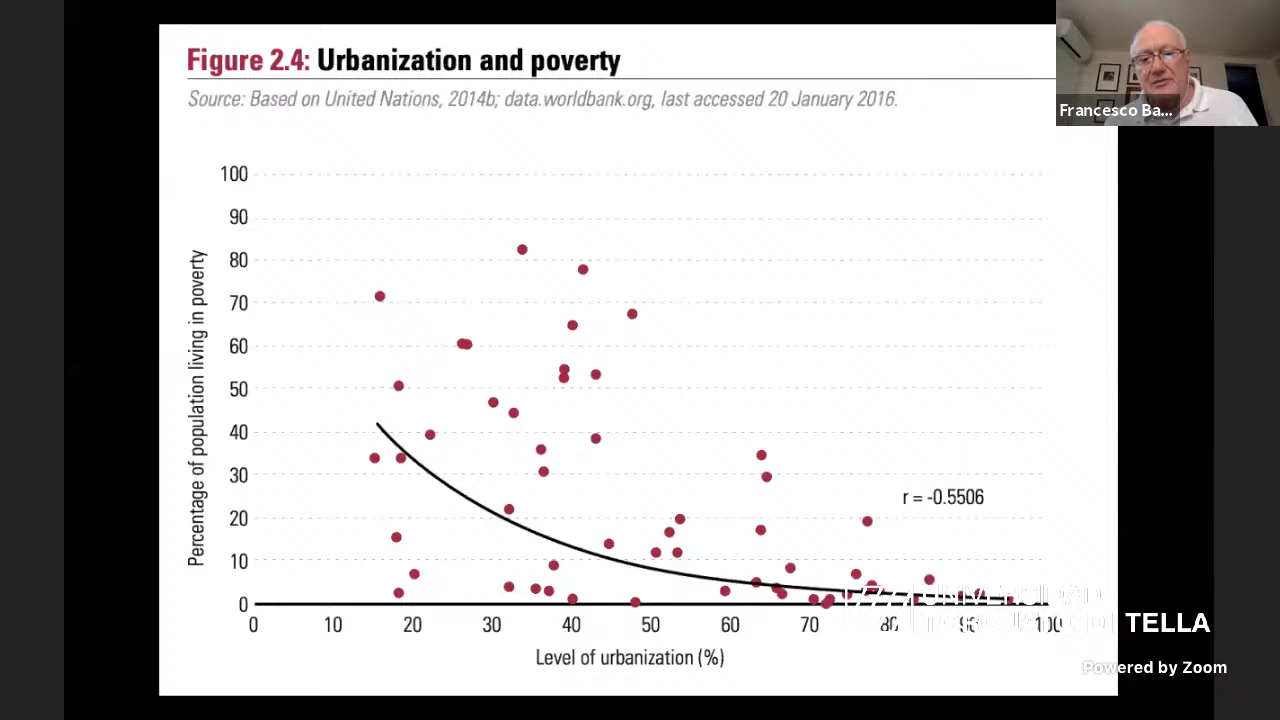 Figure 2.4: Urbanization and poverty
Source: Based on United Nations, 2014b; data.worldbank.org, last accessed 20 January 2016.
Francesco Ba...
100
90
80
70
60
50
40
30
20
10
0
Percentage of population living in poverty
r = -0.5506
0 10 20 30 40 50 60 70 80 90 100
Level of urbanization (%)
UNIVERSIDAD
TORCUATO DI TELLA
Powered by Zoom